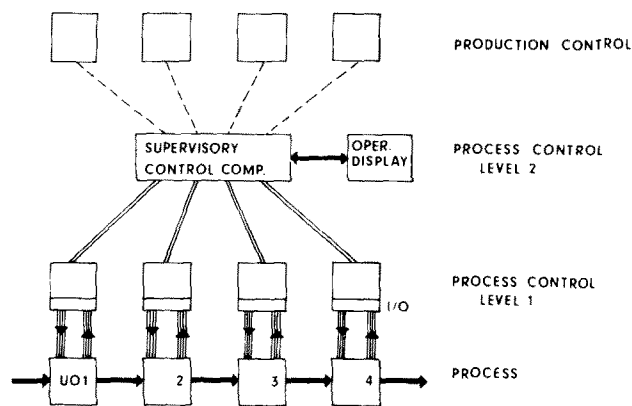 PRODUCTION CONTROL
SUPERVISORY
CONTROL COMP.
OPER.
DISPLAY
PROCESS CONTROL
LEVEL 2
PROCESS CONTROL
LEVEL 1
I/O
UO1
2
3
4
PROCESS